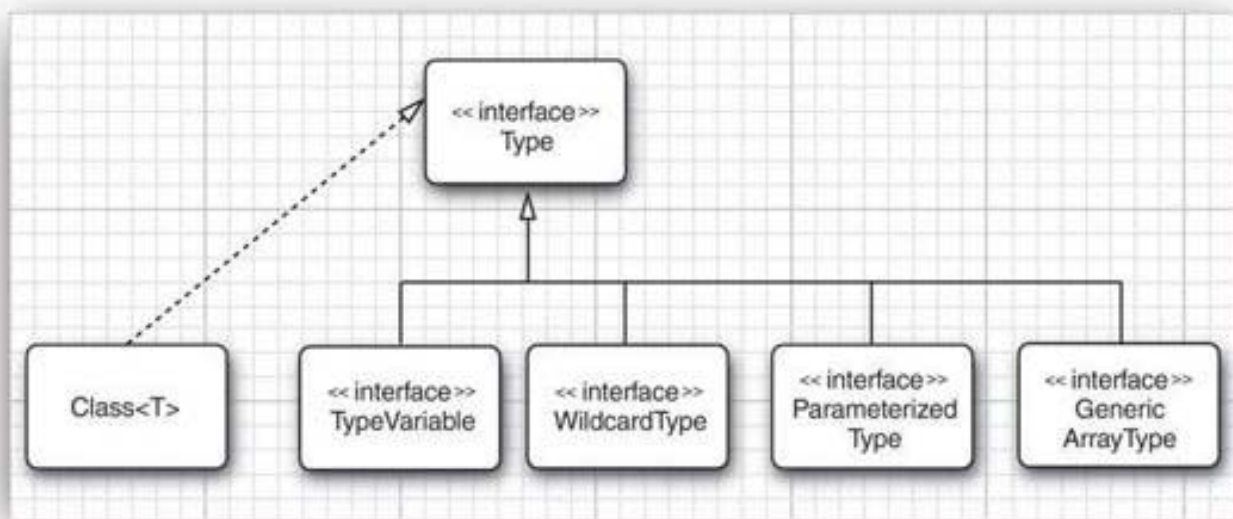 << interface >>
Type
Class<T>
<< interface >>
TypeVariable
<< interface >>
WildcardType
<< interface >>
Parameterized
Type
<< interface >>
Generic
ArrayType